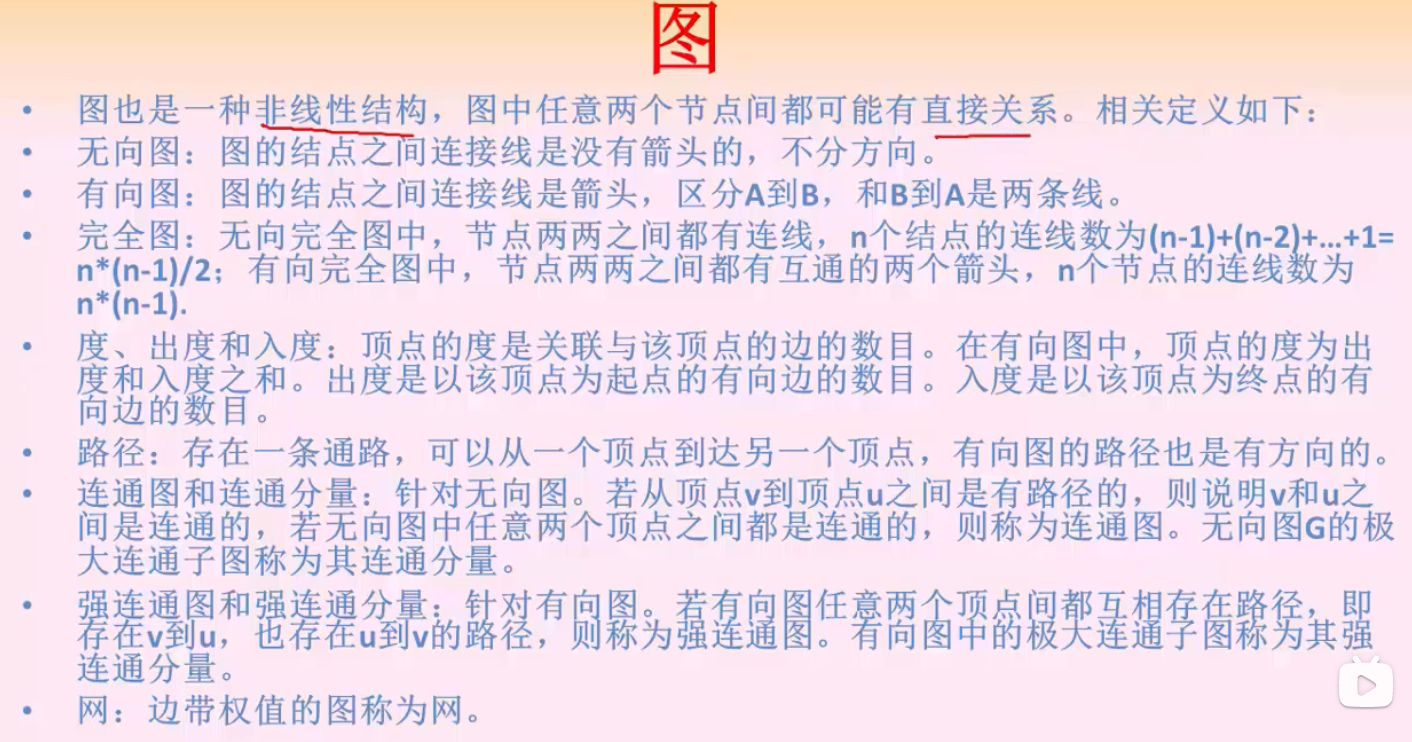 图
• 图也是一种非线性结构，图中任意两个节点间都可能有直接关系。相关定义如下：
• 无向图：图的结点之间连接线是没有箭头的，不分方向。
• 有向图：图的结点之间连接线是箭头，区分A到B，和B到A是两条线。
• 完全图：无向完全图中，节点两两之间都有连线，n个结点的连线数为(n-1)+(n-2)+…+1=
n*(n-1)/2；有向完全图中，节点两两之间都有互通的两个箭头，n个节点的连线数为
n*(n-1).
• 度、出度和入度：顶点的度是关联与该顶点的边的数目。在有向图中，顶点的度为出
度和入度之和。出度是以该顶点为起点的有向边的数目。入度是以该顶点为终点的有
向边的数目。
• 路径：存在一条通路，可以从一个顶点到达另一个顶点，有向图的路径也是有方向的。
• 连通图和连通分量：针对无向图。若从顶点v到顶点u之间是有路径的，则说明v和u之
间是连通的，若无向图中任意两个顶点之间都是连通的，则称为连通图。无向图G的极
大连通子图称为其连通分量。
• 强连通图和强连通分量：针对有向图。若有向图任意两个顶点间都互相存在路径，即
存在v到u，也存在u到v的路径，则称为强连通图。有向图中的极大连通子图称为其强
连通分量。
• 网：边带权值的图称为网。